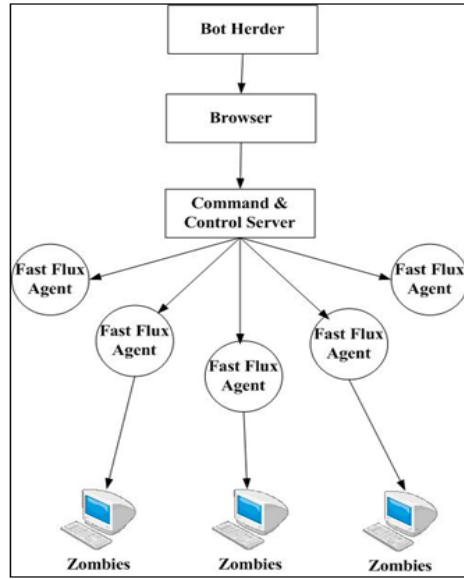 Bot Herder
Browser
Command &
Control Server
Fast Flux
Agent
Fast Flux
Agent
Fast Flux
Agent
Fast Flux
Agent
Fast Flux
Agent
Zombies
Zombies
Zombies